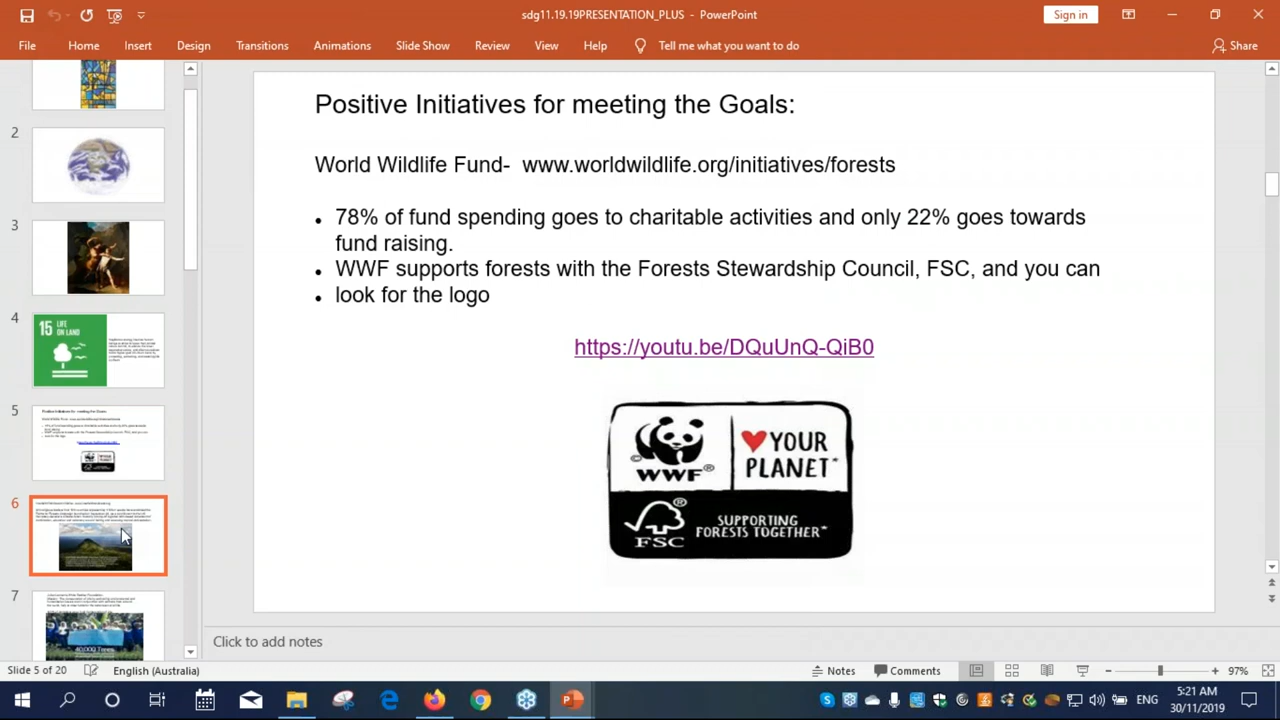 sdg11.19.19PRESENTATION_PLUS - PowerPoint
Sign in
File Home Insert Design Transitions Animations Slide Show Review View Help Tell me what you want to do Share
2
3
4
15 LIFE ON LAND
5
6
7
Positive Initiatives for meeting the Goals:
World Wildlife Fund- www.worldwildlife.org/initiatives/forests
• 78% of fund spending goes to charitable activities and only 22% goes towards
fund raising.
• WWF supports forests with the Forests Stewardship Council, FSC, and you can
• look for the logo
https://youtu.be/DQuUnQ-QiB0
© WWF®
♥YOUR
PLANET™
FSC®
SUPPORTING
FORESTS TOGETHER™
Click to add notes
Slide 5 of 20 English (Australia) Notes Comments 97%
ENG
5:21 AM
30/11/2019